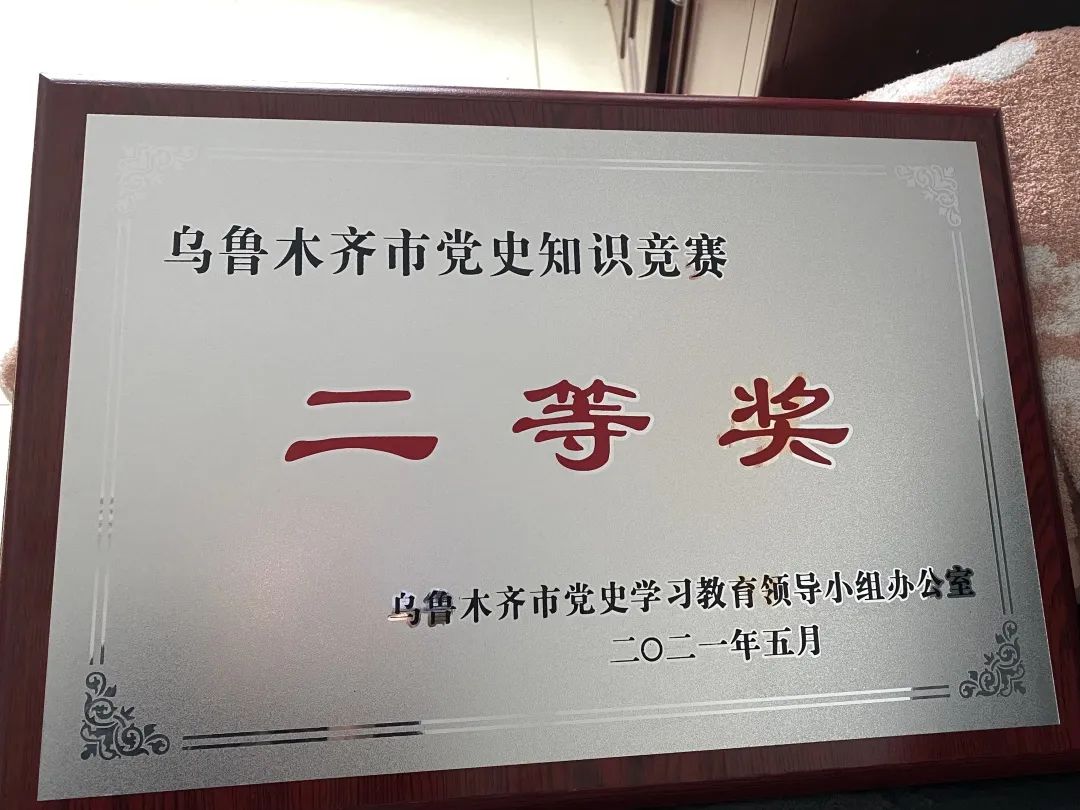 乌鲁木齐市党史知识竞赛
二等奖
乌鲁木齐市党史学习教育领导小组办公室
二〇二一年五月